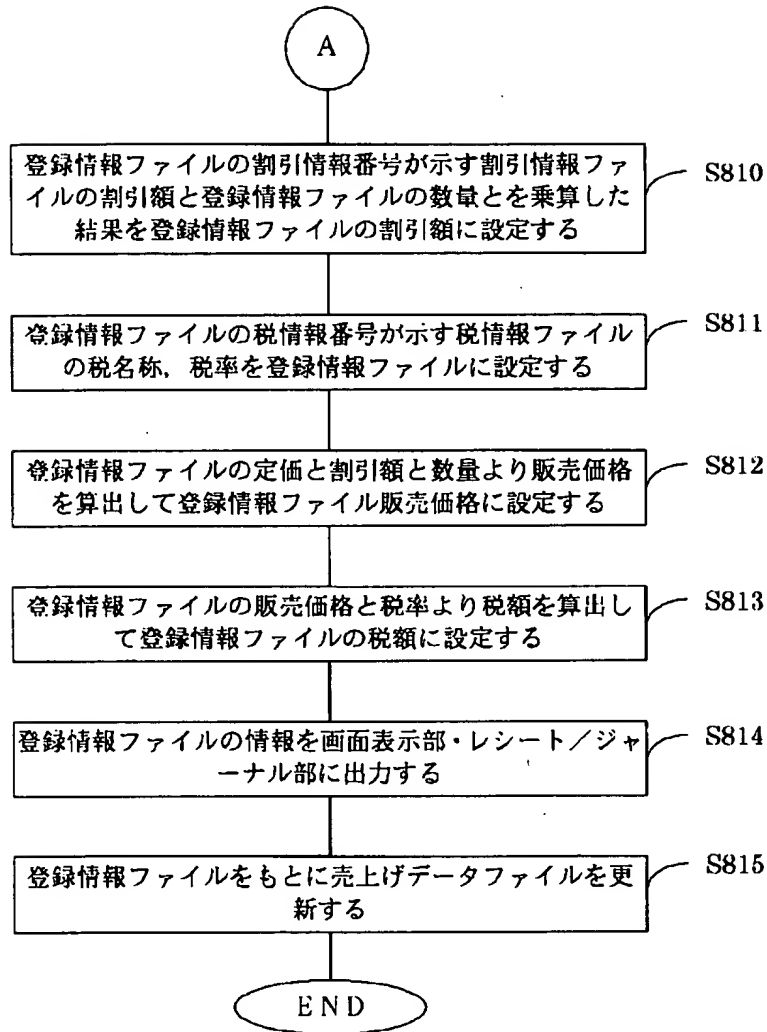 A
登録情報ファイルの割引情報番号が示す割引情報ファ
イルの割引額と登録情報ファイルの数量とを乗算した
結果を登録情報ファイルの割引額に設定する
S810
登録情報ファイルの税情報番号が示す税情報ファイル
の税名称，税率を登録情報ファイルに設定する
S811
登録情報ファイルの定価と割引額と数量より販売価格
を算出して登録情報ファイル販売価格に設定する
S812
登録情報ファイルの販売価格と税率より税額を算出し
て登録情報ファイルの税額に設定する
S813
登録情報ファイルの情報を画面表示部・レシート／ジャ
ーナル部に出力する
S814
登録情報ファイルをもとに売上げデータファイルを更
新する
S815
END